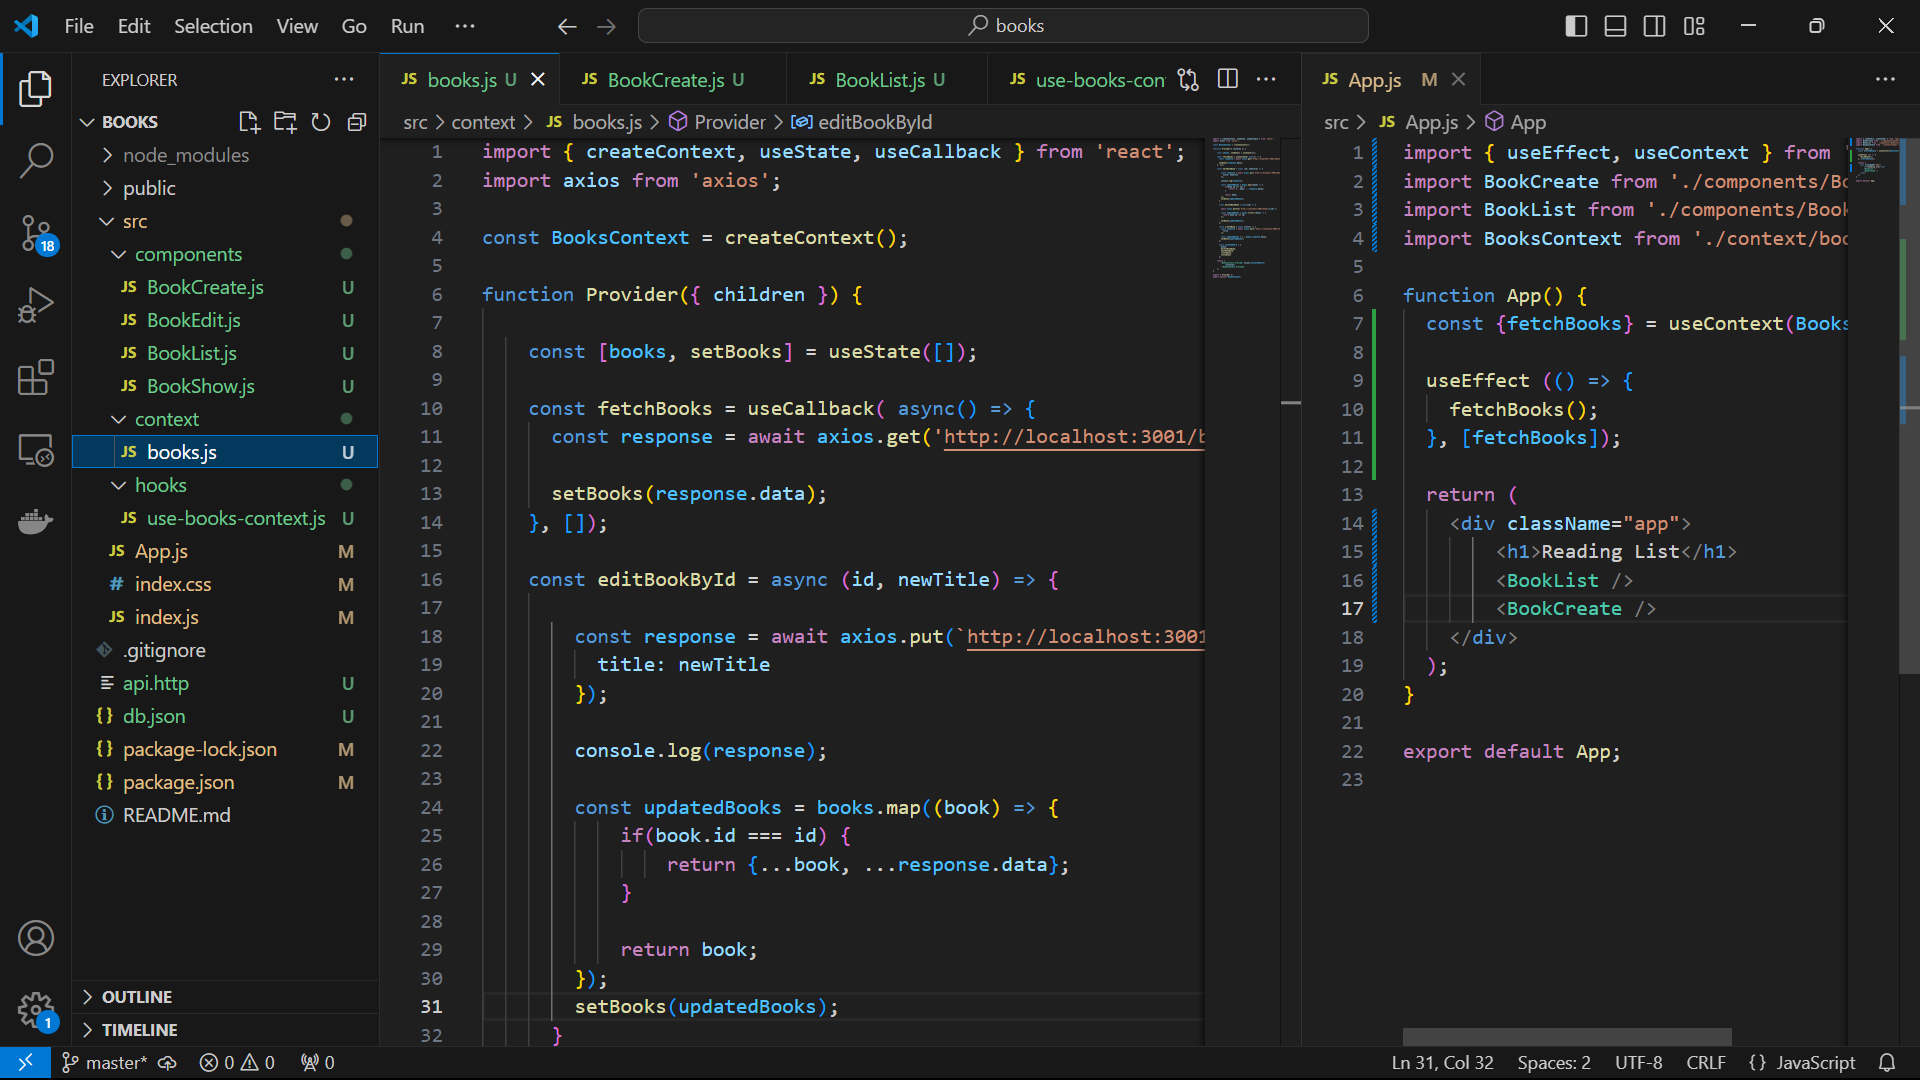 File Edit Selection View Go Run ··· books
EXPLORER ···
BOOKS
node_modules
public
src
components
JS BookCreate.js U
JS BookEdit.js U
JS BookList.js U
JS BookShow.js U
context
JS books.js U
hooks
JS use-books-context.js U
JS App.js M
# index.css M
JS index.js M
.gitignore
api.http U
{} db.json U
{} package-lock.json M
{} package.json M
README.md
OUTLINE
TIMELINE
18
1
JS books.js U
JS BookCreate.js U
JS BookList.js U
JS use-books-con
src > context > JS books.js > Provider > editBookById
1 import { createContext, useState, useCallback } from 'react';
2 import axios from 'axios';
3
4 const BooksContext = createContext();
5
6 function Provider({ children }) {
7
8 const [books, setBooks] = useState([]);
9
10 const fetchBooks = useCallback( async() => {
11 const response = await axios.get('http://localhost:3001/b
12
13 setBooks(response.data);
14 }, []);
15
16 const editBookById = async (id, newTitle) => {
17
18 const response = await axios.put(`http://localhost:3001
19 title: newTitle
20 });
21
22 console.log(response);
23
24 const updatedBooks = books.map((book) => {
25 if(book.id === id) {
26 return {...book, ...response.data};
27 }
28
29 return book;
30 });
31 setBooks(updatedBooks);
32 }
JS App.js M
src > JS App.js > App
1 import { useEffect, useContext } from
2 import BookCreate from './components/Bo
3 import BookList from './components/Book
4 import BooksContext from './context/boo
5
6 function App() {
7 const {fetchBooks} = useContext(Books
8
9 useEffect (() => {
10 fetchBooks();
11 }, [fetchBooks]);
12
13 return (
14 <div className="app">
15 <h1>Reading List</h1>
16 <BookList />
17 <BookCreate />
18 </div>
19 );
20 }
21
22 export default App;
23
master* 0 0 0 Ln 31, Col 32 Spaces: 2 UTF-8 CRLF {} JavaScript